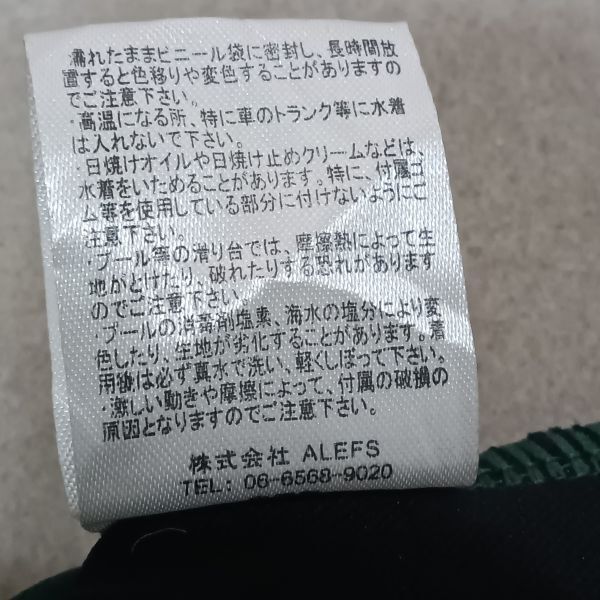 濡れたままビニール袋に密封し、長時間放
置すると色移りや変色することがありますの
でご注意下さい。
・高温になる所、特に車のトランク等に水着
は入れないで下さい。
・日焼けオイルや日焼け止めクリームなどは、
水着をいためることがあります。特に、付属ゴ
ム等を使用している部分に付けないようにご
注意下さい。
・プール等の滑り台では、摩擦熱によって生
地がとけたり、破れたりする恐れがあります
のでご注意下さい。
・プールの消毒剤塩素、海水の塩分により変
色したり、生地が劣化することがあります。着
用後は必ず真水で洗い、軽くしぼって下さい。
・激しい動きや摩擦によって、付属の破損の
原因となりますのでご注意下さい。
株式会社 ALEFS
TEL: 06-6568-9020